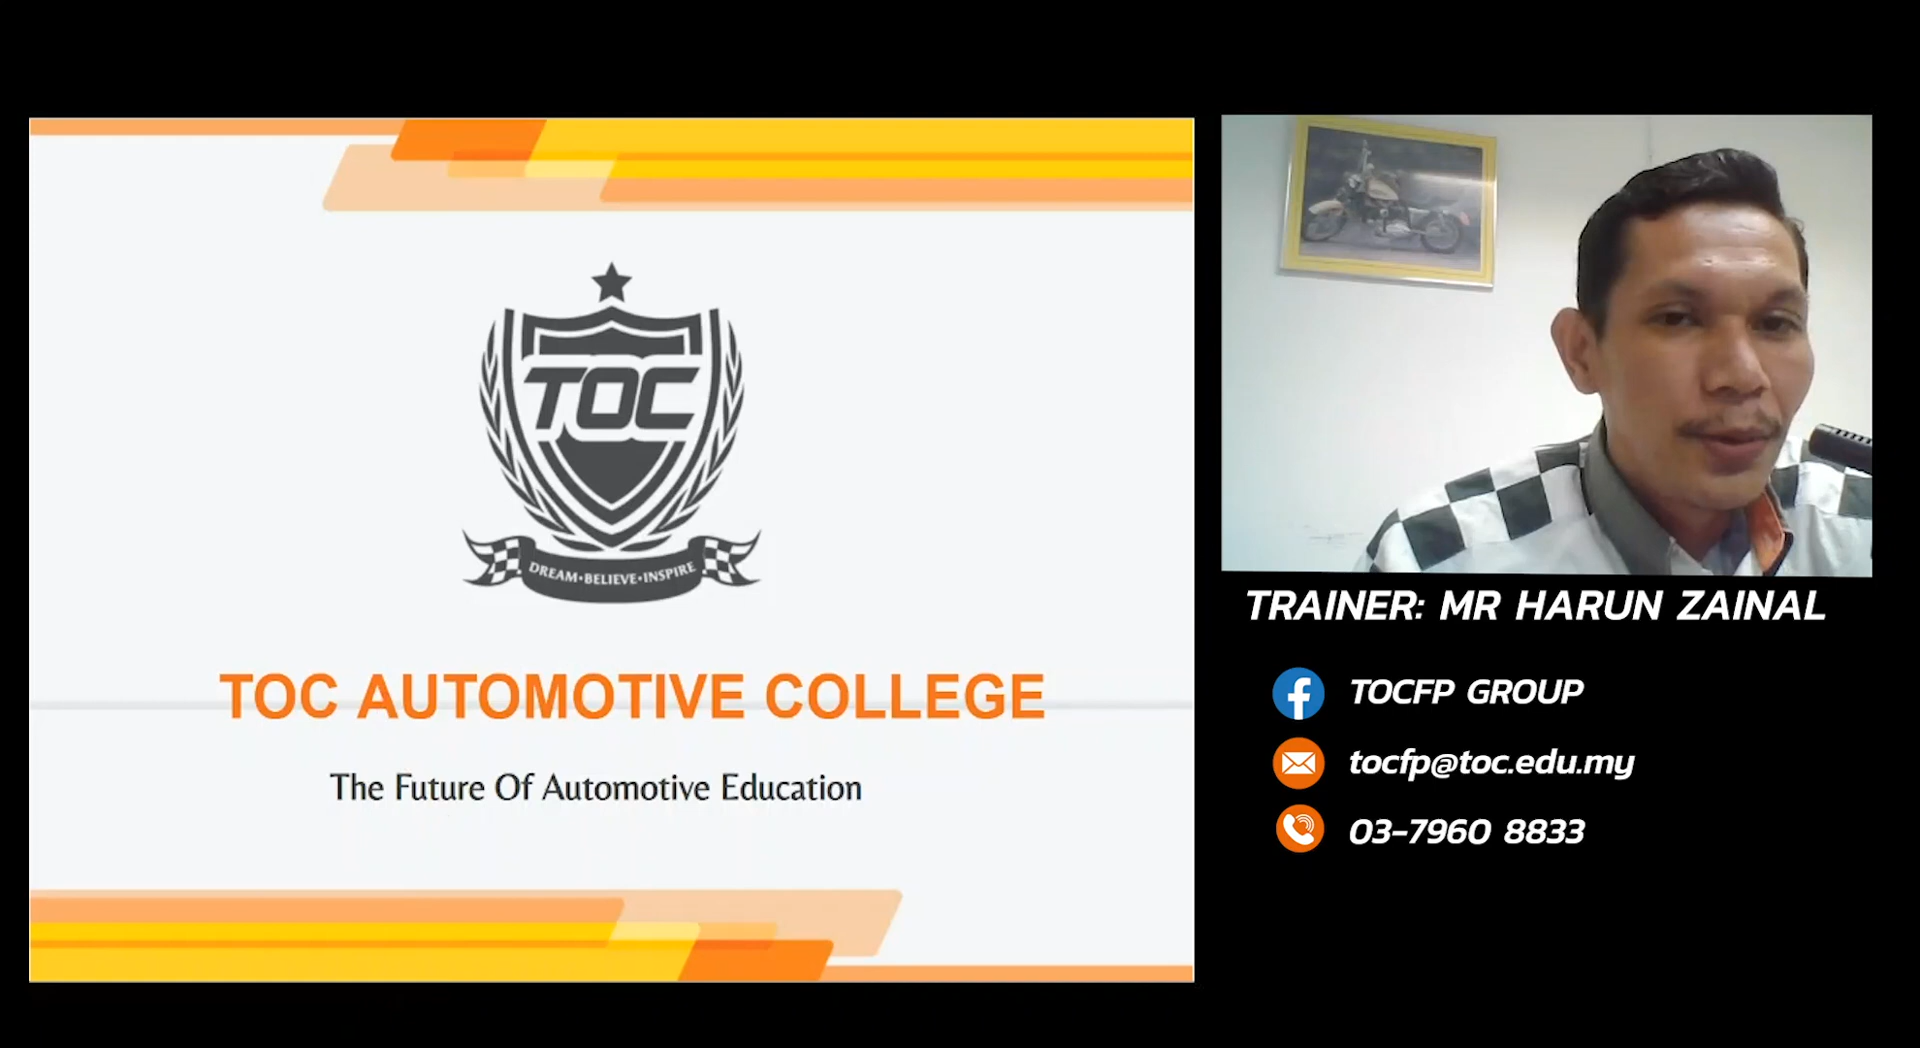 TOC
DREAM•BELIEVE•INSPIRE
TOC AUTOMOTIVE COLLEGE
The Future Of Automotive Education
TRAINER: MR HARUN ZAINAL
TOCFP GROUP
tocfp@toc.edu.my
03-7960 8833